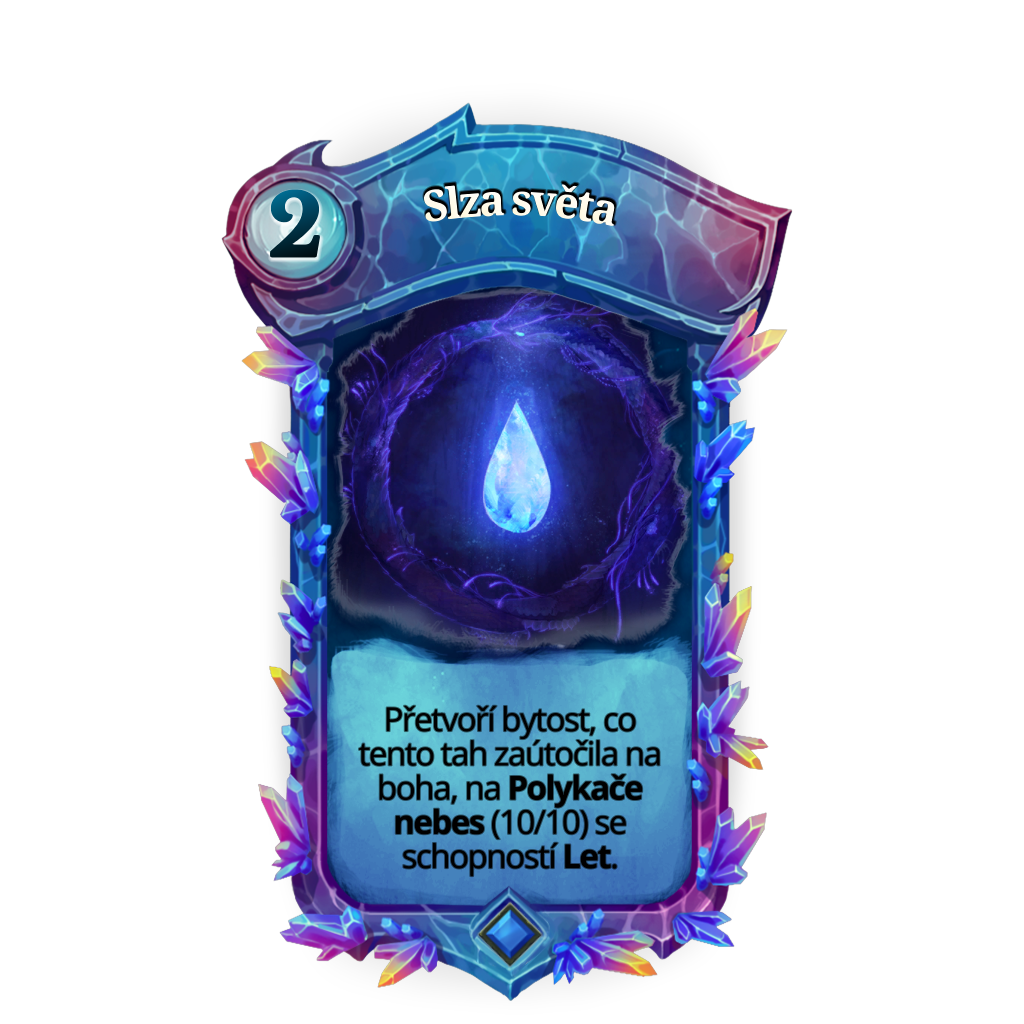 2
Slza světa
Přetvoří bytost, co
tento tah zaútočila na
boha, na Polykače
nebes (10/10) se
schopností Let.